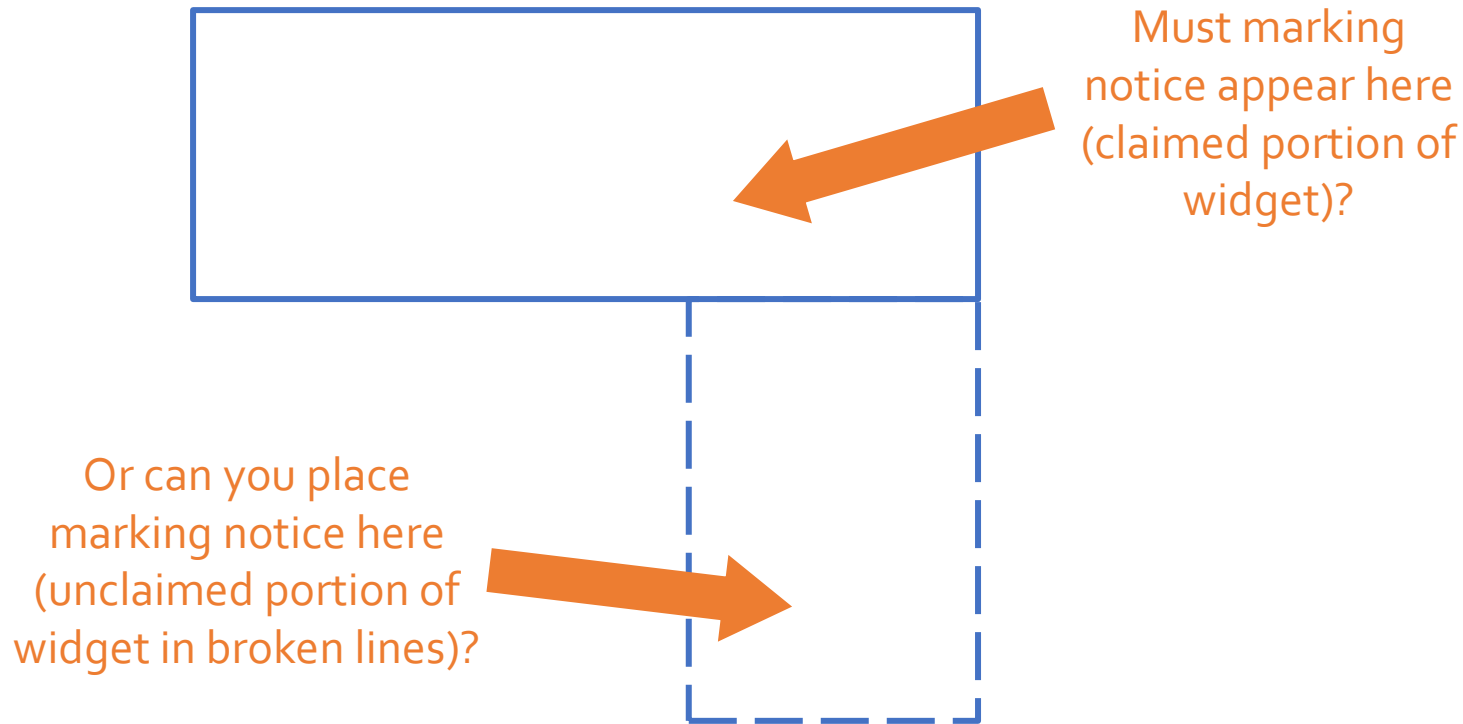 Must marking
notice appear here
(claimed portion of
widget)?
Or can you place
marking notice here
(unclaimed portion of
widget in broken lines)?